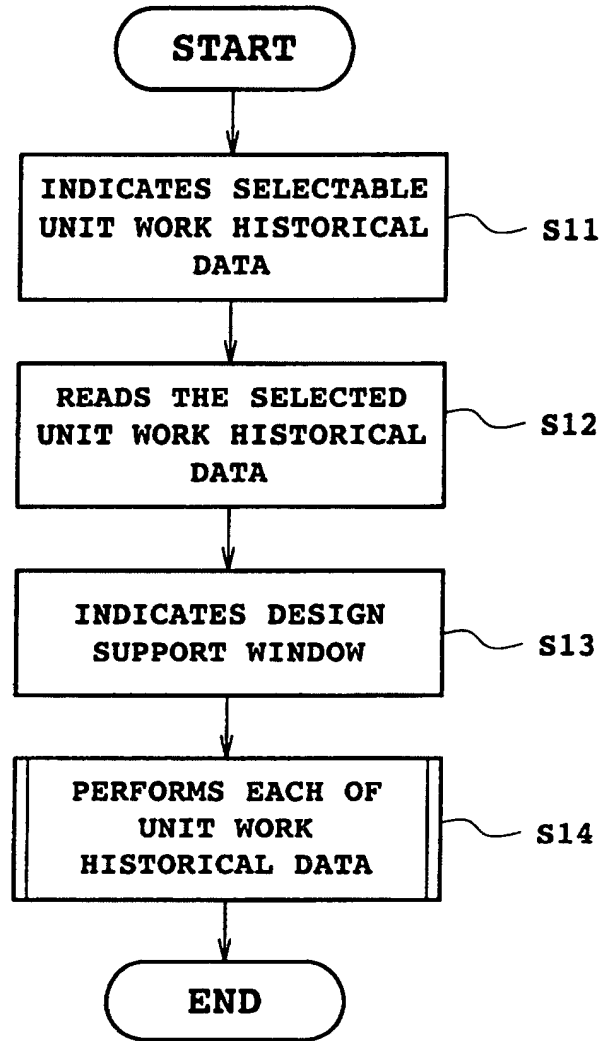 START
INDICATES SELECTABLE
UNIT WORK HISTORICAL
DATA
S11
READS THE SELECTED
UNIT WORK HISTORICAL
DATA
S12
INDICATES DESIGN
SUPPORT WINDOW
S13
PERFORMS EACH OF
UNIT WORK
HISTORICAL DATA
S14
END